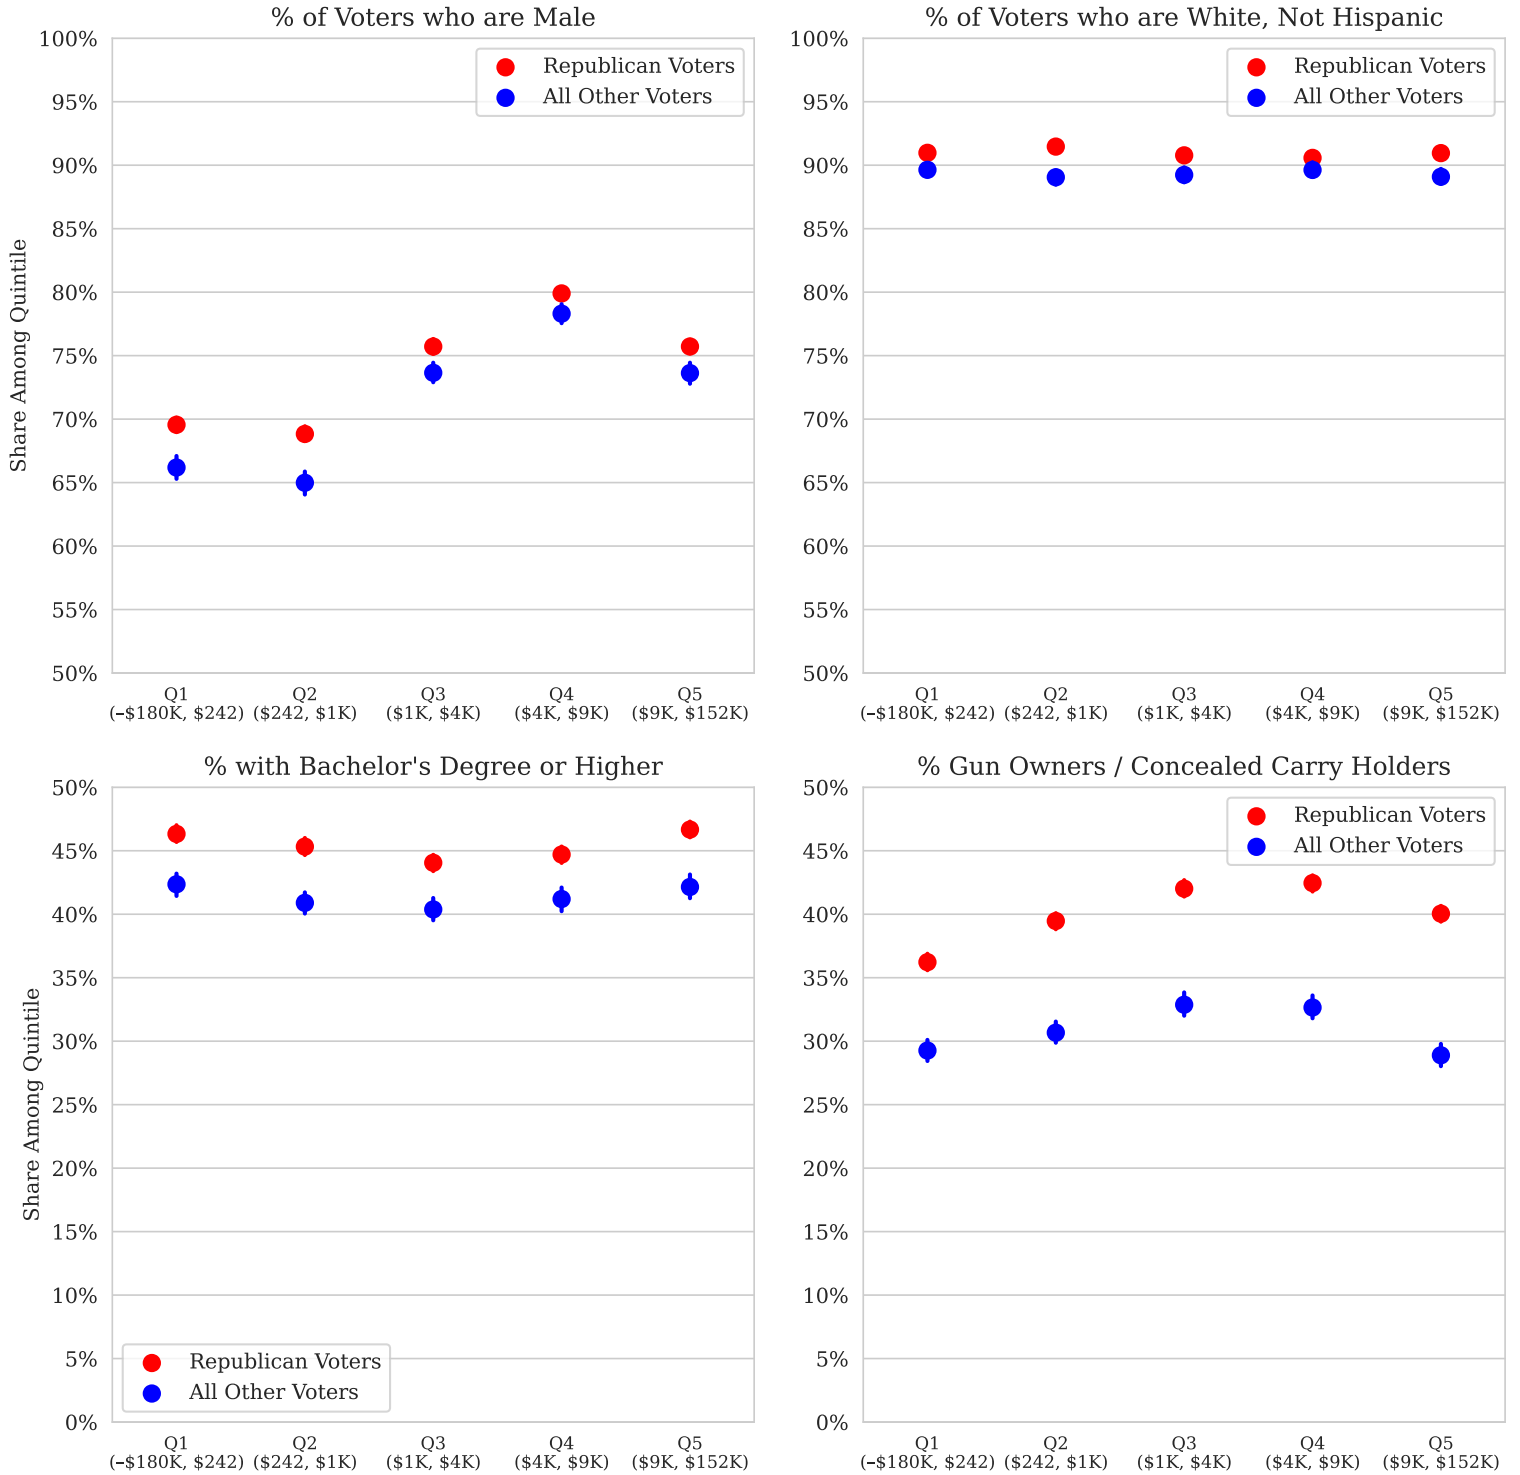 % of Voters who are Male
100%
95%
90%
85%
80%
75%
70%
65%
60%
55%
50%
Share Among Quintile
Republican Voters
All Other Voters
Q1 Q2 Q3 Q4 Q5
(–$180K, $242) ($242, $1K) ($1K, $4K) ($4K, $9K) ($9K, $152K)
% of Voters who are White, Not Hispanic
100%
95%
90%
85%
80%
75%
70%
65%
60%
55%
50%
Republican Voters
All Other Voters
Q1 Q2 Q3 Q4 Q5
(–$180K, $242) ($242, $1K) ($1K, $4K) ($4K, $9K) ($9K, $152K)
% with Bachelor's Degree or Higher
50%
45%
40%
35%
30%
25%
20%
15%
10%
5%
0%
Share Among Quintile
Republican Voters
All Other Voters
Q1 Q2 Q3 Q4 Q5
(–$180K, $242) ($242, $1K) ($1K, $4K) ($4K, $9K) ($9K, $152K)
% Gun Owners / Concealed Carry Holders
50%
45%
40%
35%
30%
25%
20%
15%
10%
5%
0%
Republican Voters
All Other Voters
Q1 Q2 Q3 Q4 Q5
(–$180K, $242) ($242, $1K) ($1K, $4K) ($4K, $9K) ($9K, $152K)